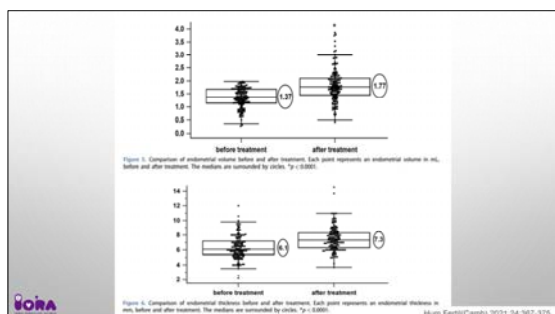 4.0
3.5
3.0
2.5
2.0
1.5
1.0
0.5
0.0
1.37
1.77
before treatment
after treatment
Figure 5. Comparison of endometrial volume before and after treatment. Each point represents an endometrial volume in mL,
before and after treatment. The medians are surrounded by circles. *p ≤ 0.0001.
14
12
10
8
6
4
2
6.1
7.3
before treatment
after treatment
Figure 6. Comparison of endometrial thickness before and after treatment. Each point represents an endometrial thickness in
mm, before and after treatment. The medians are surrounded by circles. *p ≤ 0.0001.